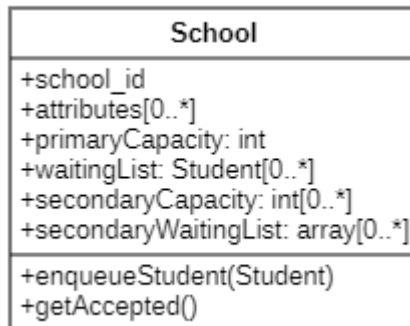 School
+school_id
+attributes[0..*]
+primaryCapacity: int
+waitingList: Student[0..*]
+secondaryCapacity: int[0..*]
+secondaryWaitingList: array[0..*]
+enqueueStudent(Student)
+getAccepted()